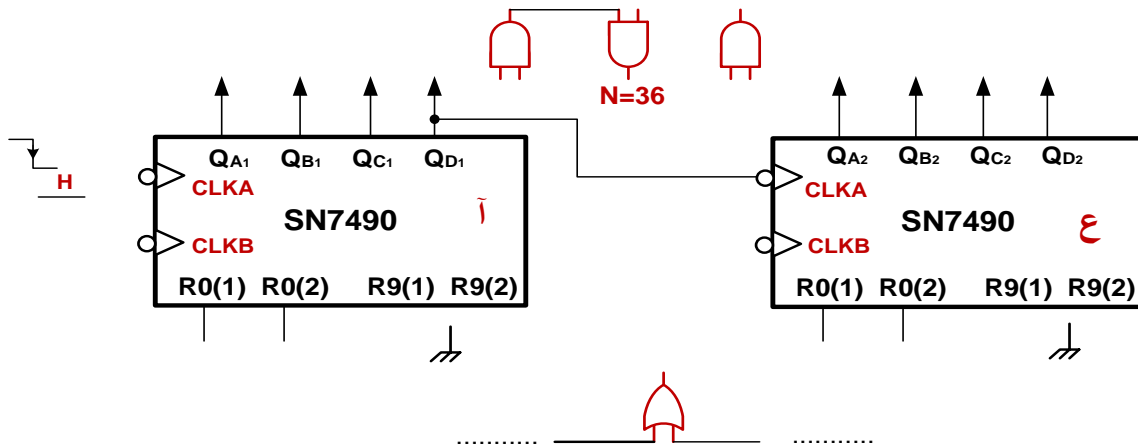 N=36
QA1 QB1 QC1 QD1
QA2 QB2 QC2 QD2
H
CLKA
CLKA
SN7490 آ
SN7490 ع
CLKB
CLKB
R0(1) R0(2) R9(1) R9(2)
R0(1) R0(2) R9(1) R9(2)